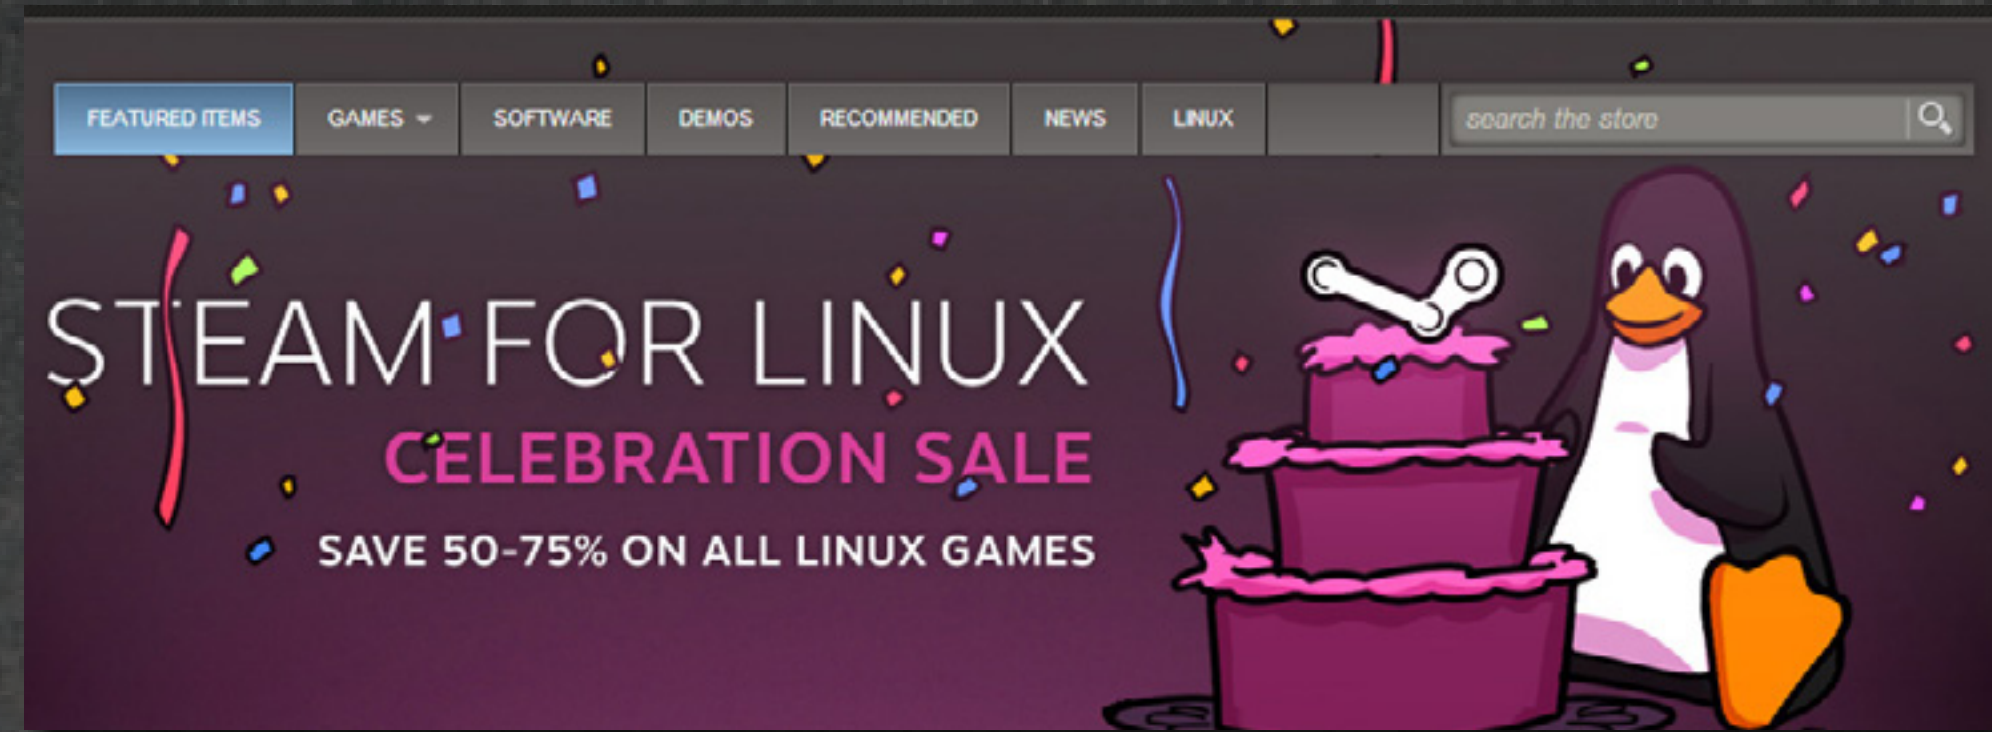 FEATURED ITEMS GAMES SOFTWARE DEMOS RECOMMENDED NEWS LINUX search the store
STEAM FOR LINUX
CELEBRATION SALE
SAVE 50-75% ON ALL LINUX GAMES